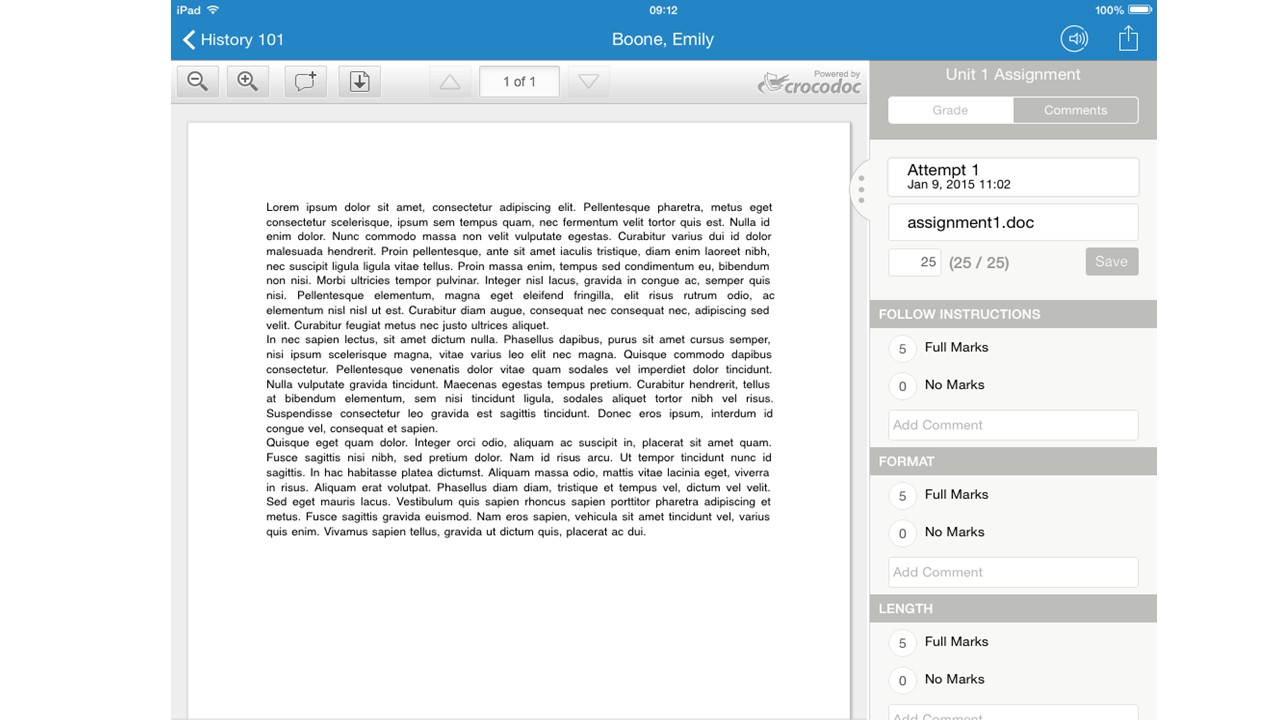 iPad 09:12 100%
History 101 Boone, Emily
1 of 1 Powered by
crocodoc
Lorem ipsum dolor sit amet, consectetur adipiscing elit. Pellentesque pharetra, metus eget
consectetur scelerisque, ipsum sem tempus quam, nec fermentum velit tortor quis est. Nulla id
enim dolor. Nunc commodo massa non velit vulputate egestas. Curabitur varius dui id dolor
malesuada hendrerit. Proin pellentesque, ante sit amet iaculis tristique, diam enim laoreet nibh,
nec suscipit ligula ligula vitae tellus. Proin massa enim, tempus sed condimentum eu, bibendum
non nisi. Morbi ultricies tempor pulvinar. Integer nisl lacus, gravida in congue ac, semper quis
nisi. Pellentesque elementum, magna eget eleifend fringilla, elit risus rutrum odio, ac
elementum nisl nisl ut est. Curabitur diam augue, consequat nec consequat nec, adipiscing sed
velit. Curabitur feugiat metus nec justo ultrices aliquet.
In nec sapien lectus, sit amet dictum nulla. Phasellus dapibus, purus sit amet cursus semper,
nisi ipsum scelerisque magna, vitae varius leo elit nec magna. Quisque commodo dapibus
consectetur. Pellentesque venenatis dolor vitae quam sodales vel imperdiet dolor tincidunt.
Nulla vulputate gravida tincidunt. Maecenas egestas tempus pretium. Curabitur hendrerit, tellus
at bibendum elementum, sem nisi tincidunt ligula, sodales aliquet tortor nibh vel risus.
Suspendisse consectetur leo gravida est sagittis tincidunt. Donec eros ipsum, interdum id
congue vel, consequat et sapien.
Quisque eget quam dolor. Integer orci odio, aliquam ac suscipit in, placerat sit amet quam.
Fusce sagittis nisi nibh, sed pretium dolor. Nam id risus arcu. Ut tempor tincidunt nunc id
sagittis. In hac habitasse platea dictumst. Aliquam massa odio, mattis vitae lacinia eget, viverra
in risus. Aliquam erat volutpat. Phasellus diam diam, tristique et tempus vel, dictum vel velit.
Sed eget mauris lacus. Vestibulum quis sapien rhoncus sapien porttitor pharetra adipiscing et
metus. Fusce sagittis gravida euismod. Nam eros sapien, vehicula sit amet tincidunt vel, varius
quis enim. Vivamus sapien tellus, gravida ut dictum quis, placerat ac dui.
Unit 1 Assignment
Grade Comments
Attempt 1
Jan 9, 2015 11:02
assignment1.doc
25 (25 / 25) Save
FOLLOW INSTRUCTIONS
5 Full Marks
0 No Marks
Add Comment
FORMAT
5 Full Marks
0 No Marks
Add Comment
LENGTH
5 Full Marks
0 No Marks
Add Comment